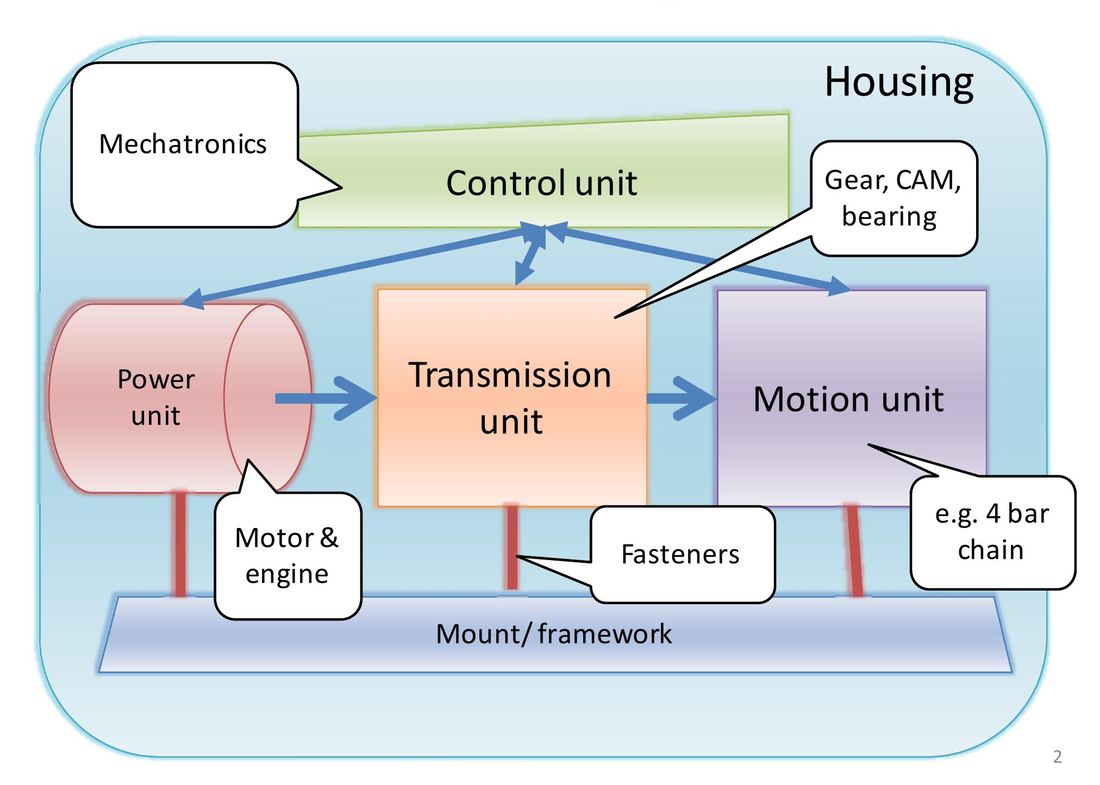 Housing
Mechatronics
Control unit
Gear, CAM,
bearing
Power
unit
Transmission
unit
Motion unit
Motor &
engine
Fasteners
e.g. 4 bar
chain
Mount/ framework
2